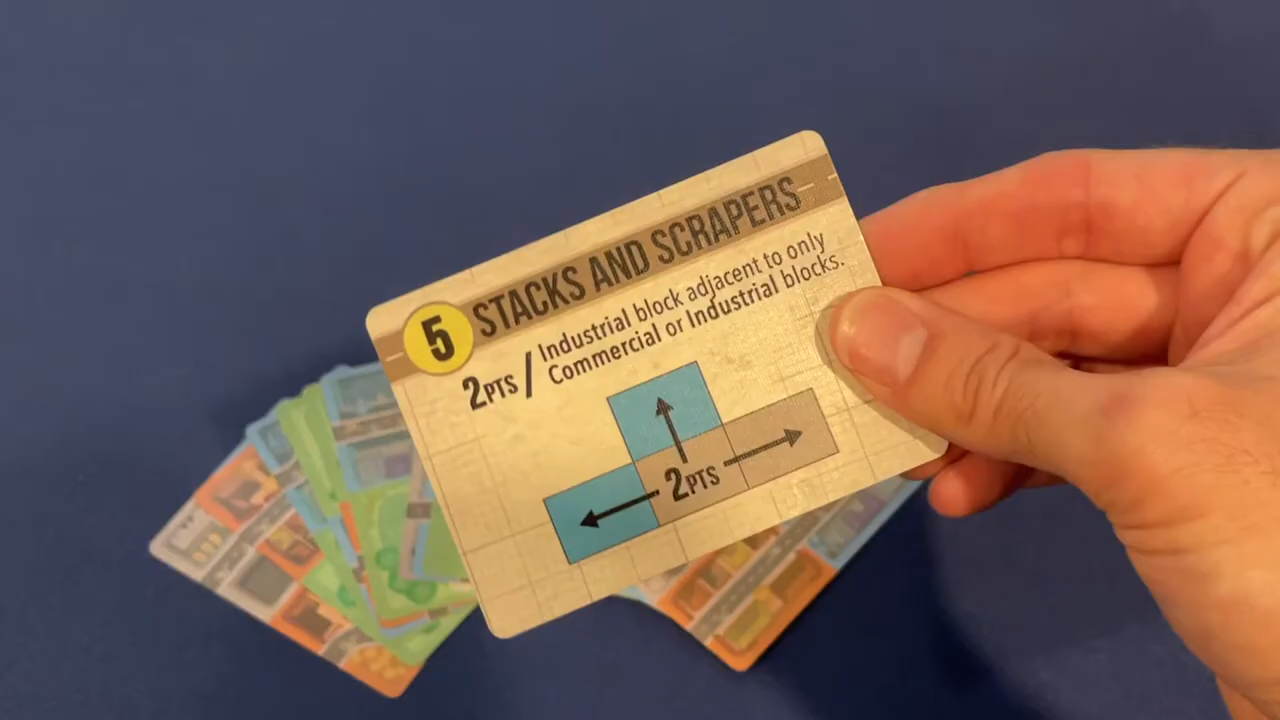 5 STACKS AND SCRAPERS
2PTS / Industrial block adjacent to only
Commercial or Industrial blocks.
2PTS